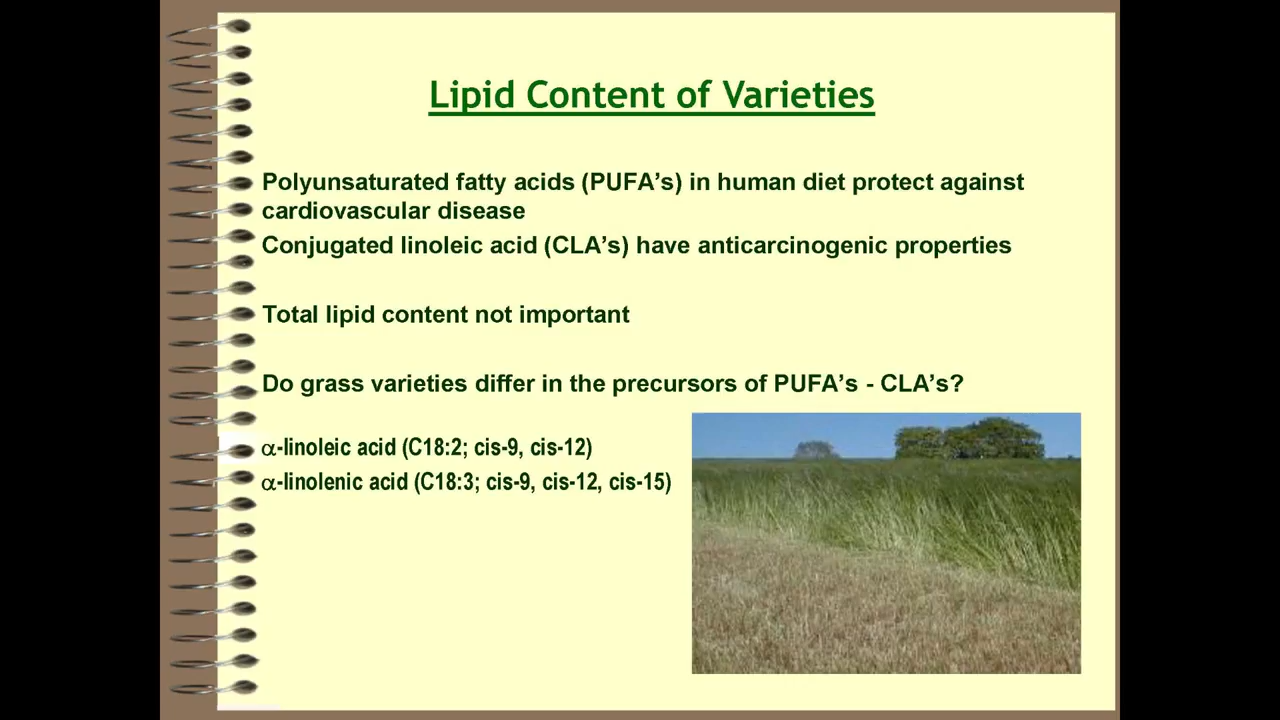 Lipid Content of Varieties
Polyunsaturated fatty acids (PUFA’s) in human diet protect against
cardiovascular disease
Conjugated linoleic acid (CLA’s) have anticarcinogenic properties
Total lipid content not important
Do grass varieties differ in the precursors of PUFA’s - CLA’s?
α-linoleic acid (C18:2; cis-9, cis-12)
α-linolenic acid (C18:3; cis-9, cis-12, cis-15)